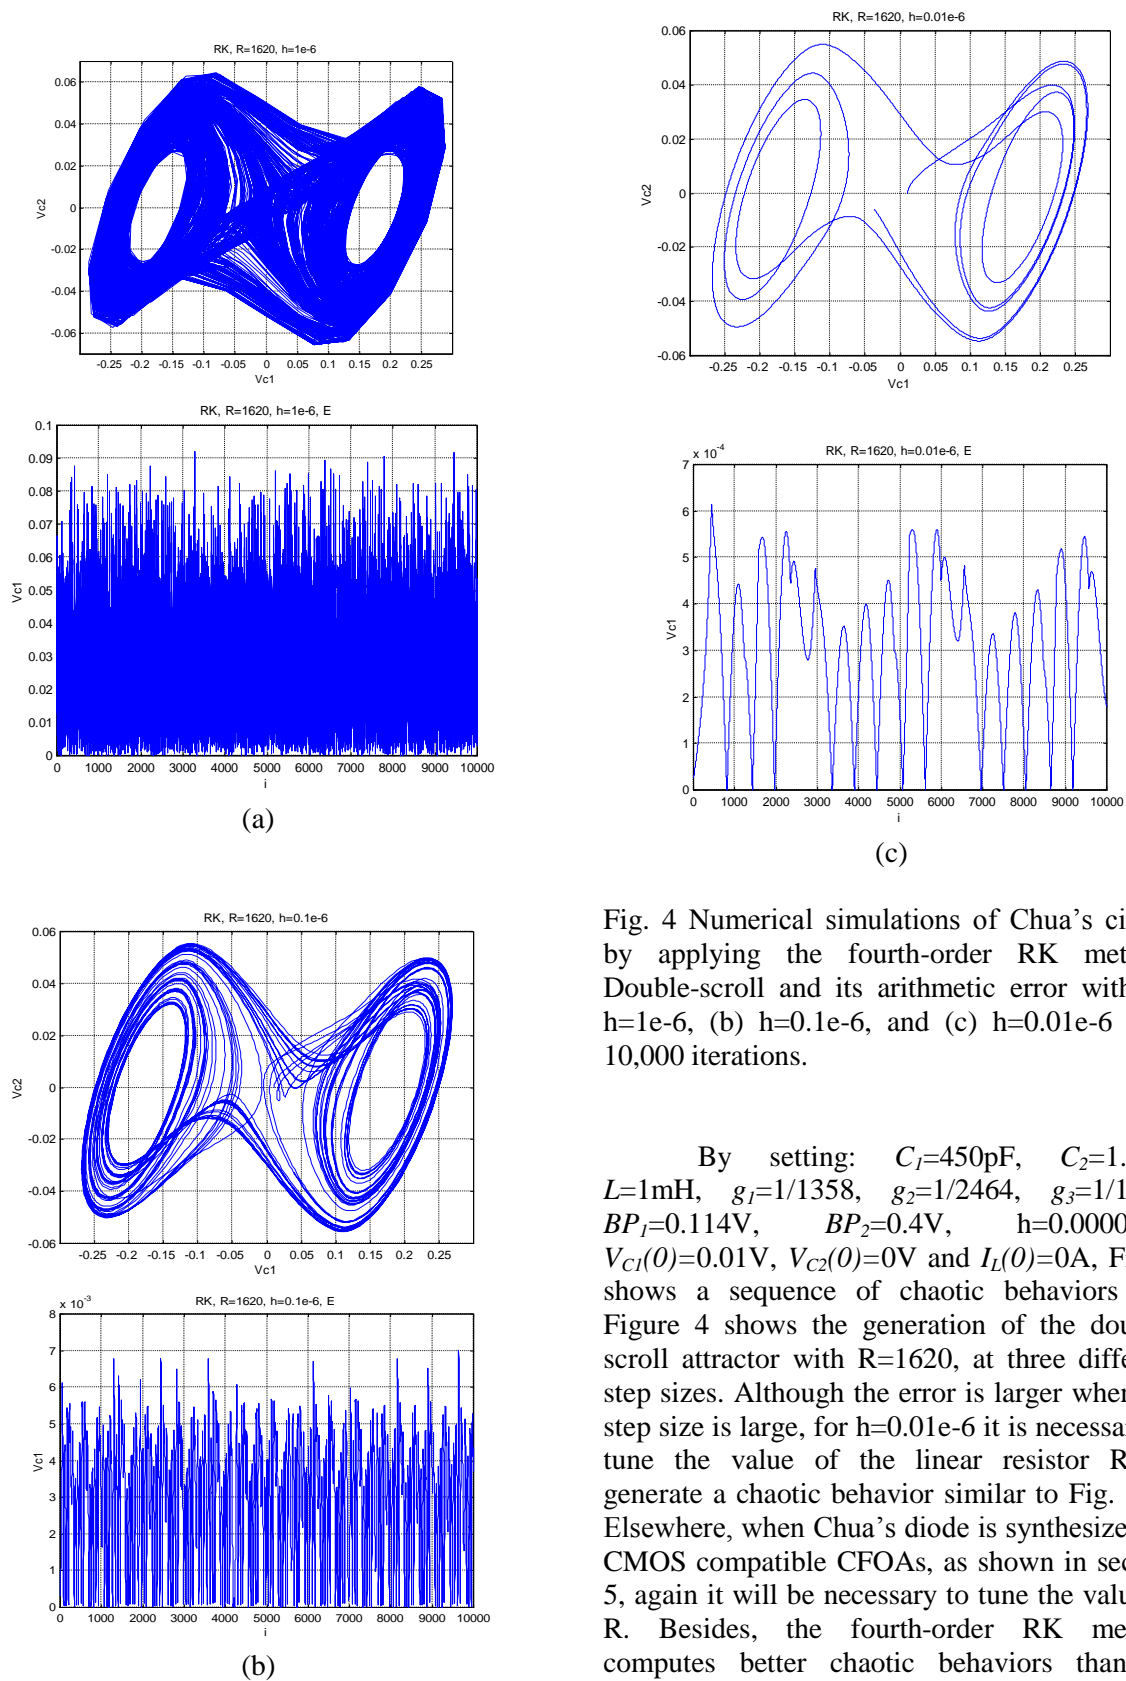 RK, R=1620, h=1e-6
0.06
0.04
0.02
0
-0.02
-0.04
-0.06
Vc2
-0.25 -0.2 -0.15 -0.1 -0.05 0 0.05 0.1 0.15 0.2 0.25
Vc1
RK, R=1620, h=1e-6, E
0.1
0.09
0.08
0.07
0.06
0.05
0.04
0.03
0.02
0.01
0
Vc1
0 1000 2000 3000 4000 5000 6000 7000 8000 9000 10000
i
(a)
RK, R=1620, h=0.1e-6
0.06
0.04
0.02
0
-0.02
-0.04
-0.06
Vc2
-0.25 -0.2 -0.15 -0.1 -0.05 0 0.05 0.1 0.15 0.2 0.25
Vc1
RK, R=1620, h=0.1e-6, E
x 10-3
8
7
6
5
4
3
2
1
0
Vc1
0 1000 2000 3000 4000 5000 6000 7000 8000 9000 10000
i
(b)
RK, R=1620, h=0.01e-6
0.06
0.04
0.02
0
-0.02
-0.04
-0.06
Vc2
-0.25 -0.2 -0.15 -0.1 -0.05 0 0.05 0.1 0.15 0.2 0.25
Vc1
RK, R=1620, h=0.01e-6, E
x 10-4
7
6
5
4
3
2
1
0
Vc1
0 1000 2000 3000 4000 5000 6000 7000 8000 9000 10000
i
(c)
Fig. 4 Numerical simulations of Chua's ci
by applying the fourth-order RK met
Double-scroll and its arithmetic error with
h=1e-6, (b) h=0.1e-6, and (c) h=0.01e-6
10,000 iterations.
By setting: C1=450pF, C2=1.
L=1mH, g1=1/1358, g2=1/2464, g3=1/1
BP1=0.114V, BP2=0.4V, h=0.0000
VC1(0)=0.01V, VC2(0)=0V and IL(0)=0A, Fi
shows a sequence of chaotic behaviors
Figure 4 shows the generation of the dou
scroll attractor with R=1620, at three diffe
step sizes. Although the error is larger when
step size is large, for h=0.01e-6 it is necessa
tune the value of the linear resistor R
generate a chaotic behavior similar to Fig.
Elsewhere, when Chua's diode is synthesize
CMOS compatible CFOAs, as shown in sec
5, again it will be necessary to tune the valu
R. Besides, the fourth-order RK me
computes better chaotic behaviors than